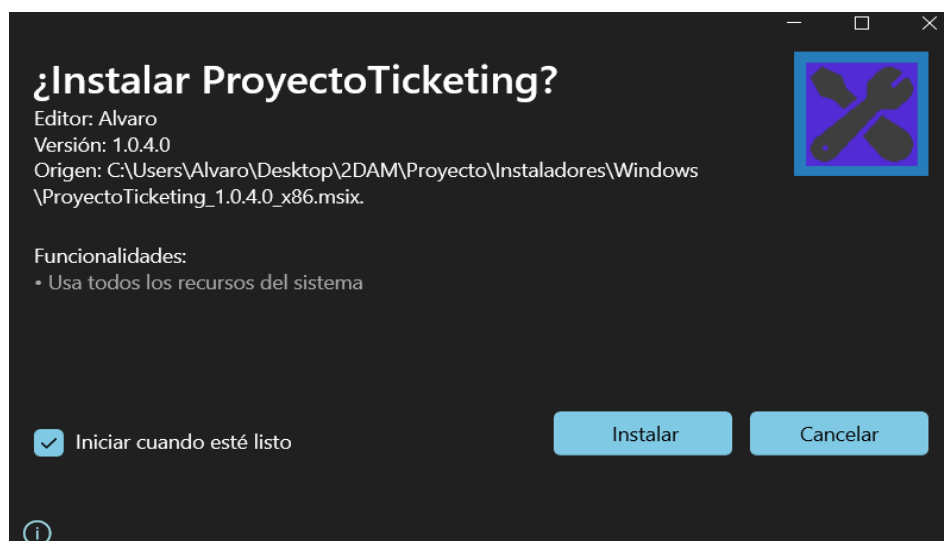 ¿Instalar ProyectoTicketing?
Editor: Alvaro
Versión: 1.0.4.0
Origen: C:\Users\Alvaro\Desktop\2DAM\Proyecto\Instaladores\Windows
\ProyectoTicketing_1.0.4.0_x86.msix.
Funcionalidades:
• Usa todos los recursos del sistema
Iniciar cuando esté listo
Instalar
Cancelar